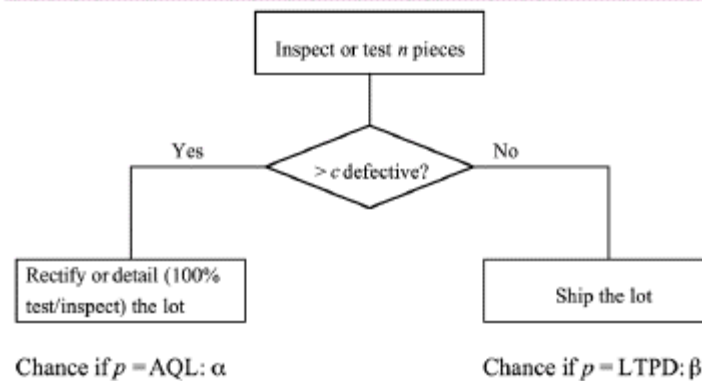 Inspect or test n pieces
Yes
No
> c defective?
Rectify or detail (100%
test/inspect) the lot
Ship the lot
Chance if p = AQL: α
Chance if p = LTPD: β